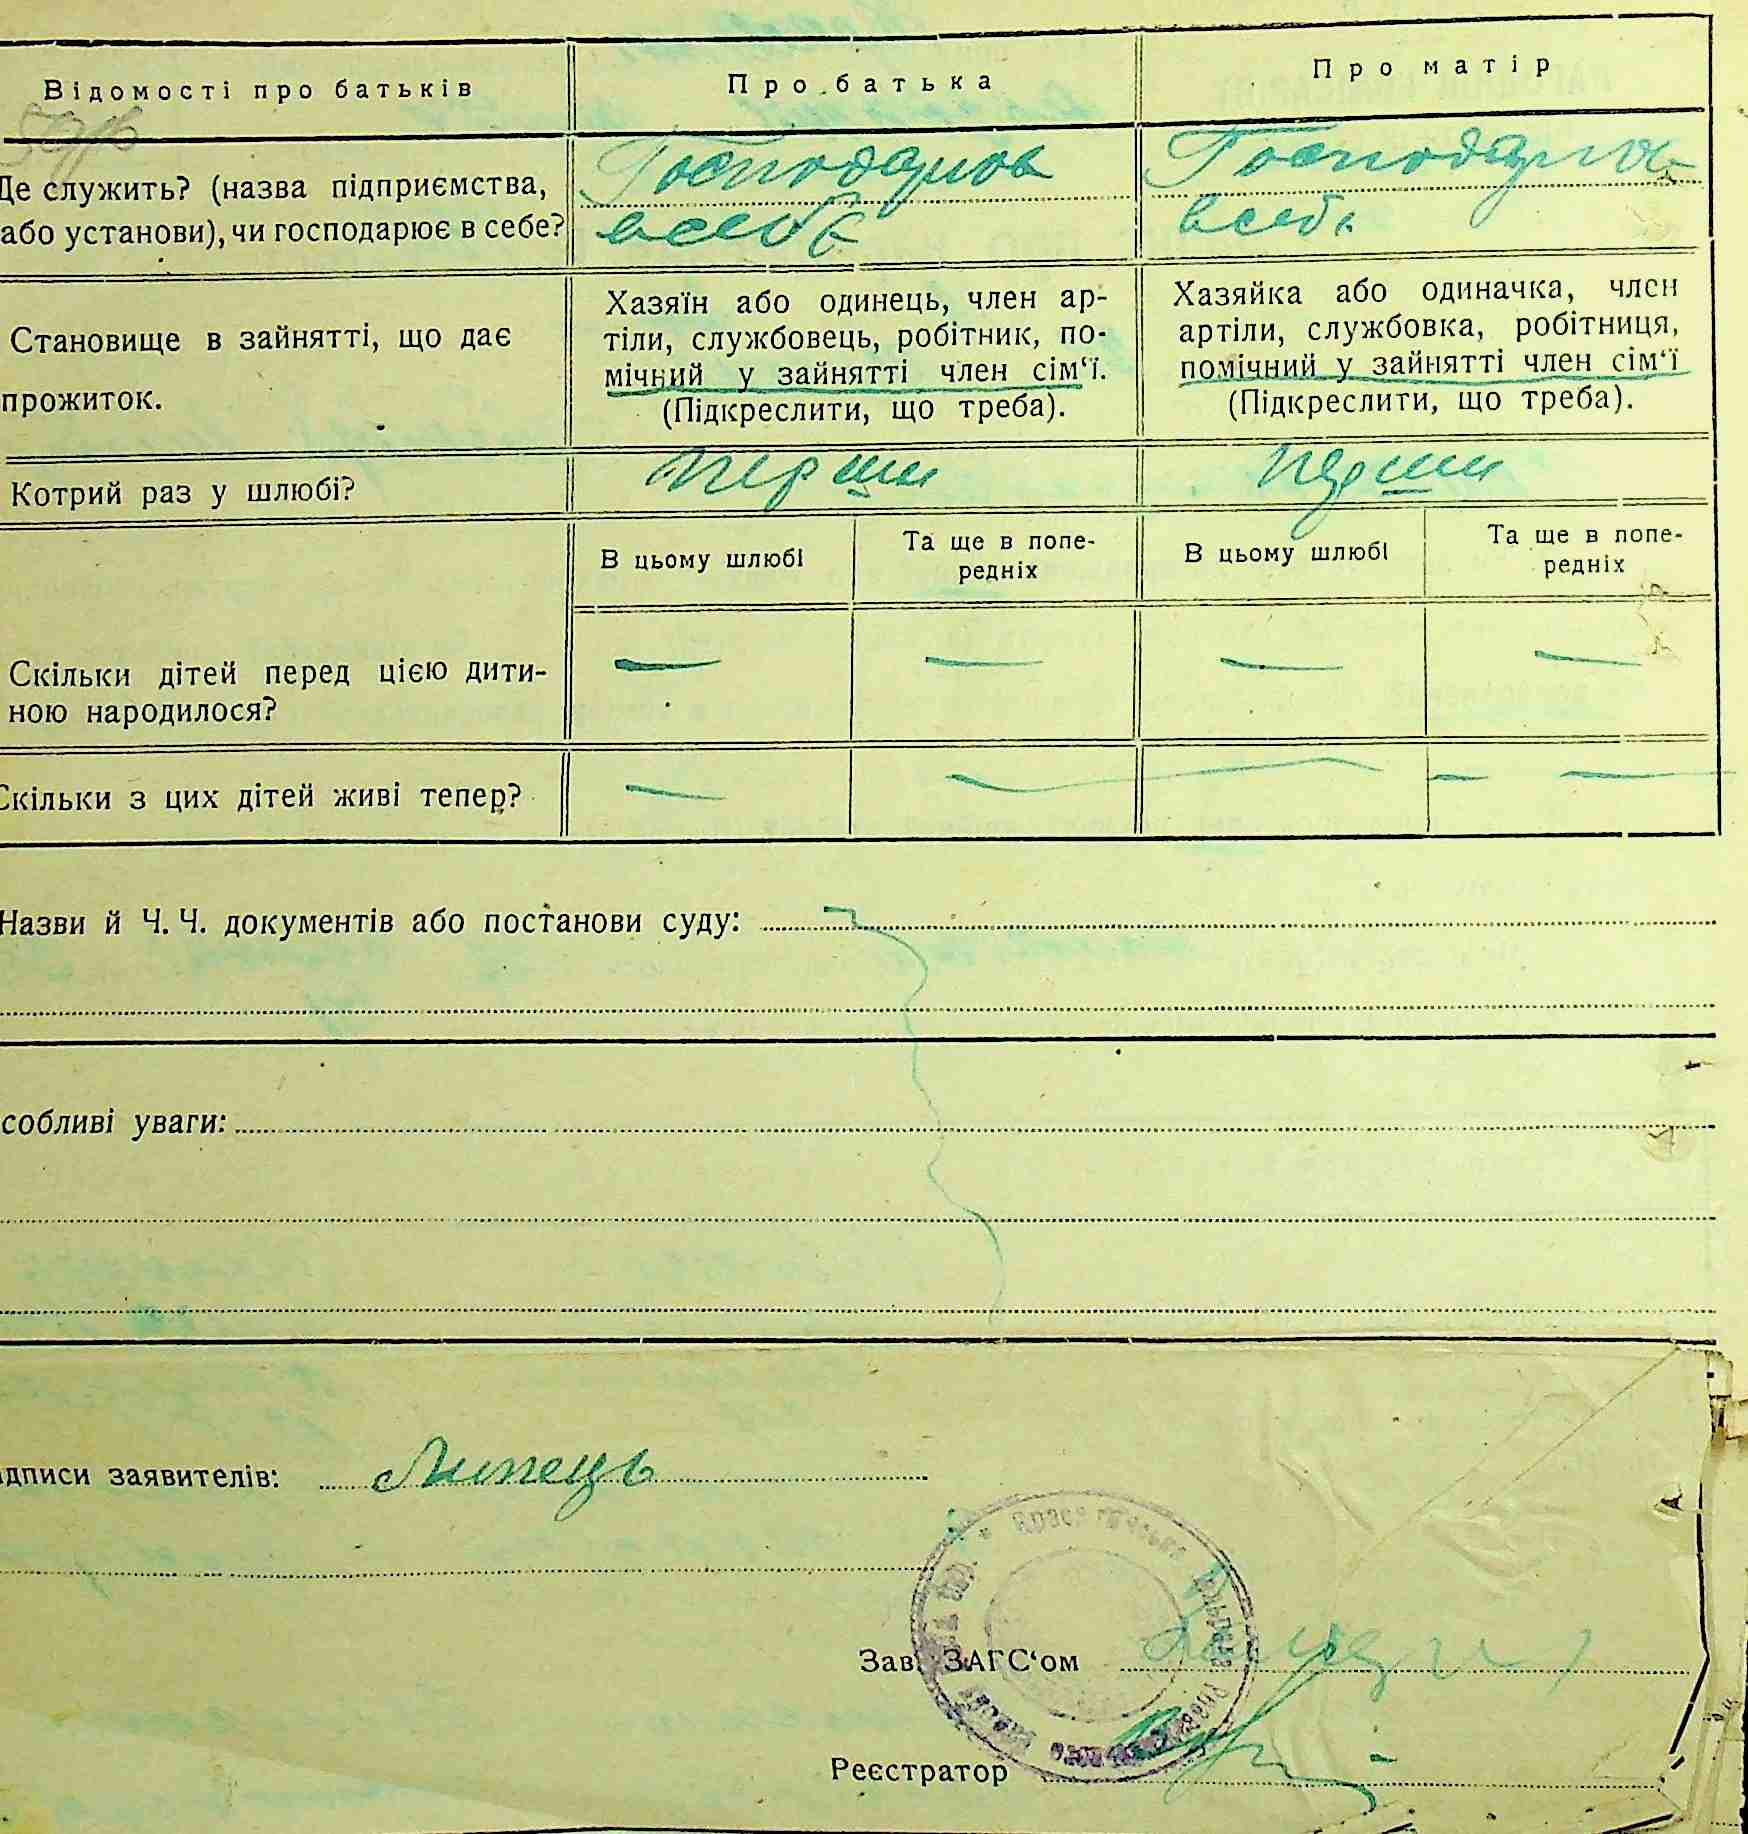 Відомості про батьків
Про батька
Про матір
Де служить? (назва підприємства,
або установи), чи господарює в себе?
Господарює
в себе
Господарює
в себе
Становище в зайнятті, що дає
прожиток.
Хазяїн або одинець, член ар-
тіли, службовець, робітник, по-
мічний у зайнятті член сім‘ї.
(Підкреслити, що треба).
Хазяйка або одиначка, член
артіли, службовка, робітниця,
помічний у зайнятті член сім‘ї
(Підкреслити, що треба).
Котрий раз у шлюбі?
перши
перши
В цьому шлюбі
Та ще в попе-
редніх
В цьому шлюбі
Та ще в попе-
редніх
Скільки дітей перед цією дити-
ною народилося?
— — — —
Скільки з цих дітей живі тепер?
— — — —
Назви й Ч. Ч. документів або постанови суду:
собливі уваги:
дписи заявителів: Липець
Зав. ЗАГС‘ом
Реєстратор